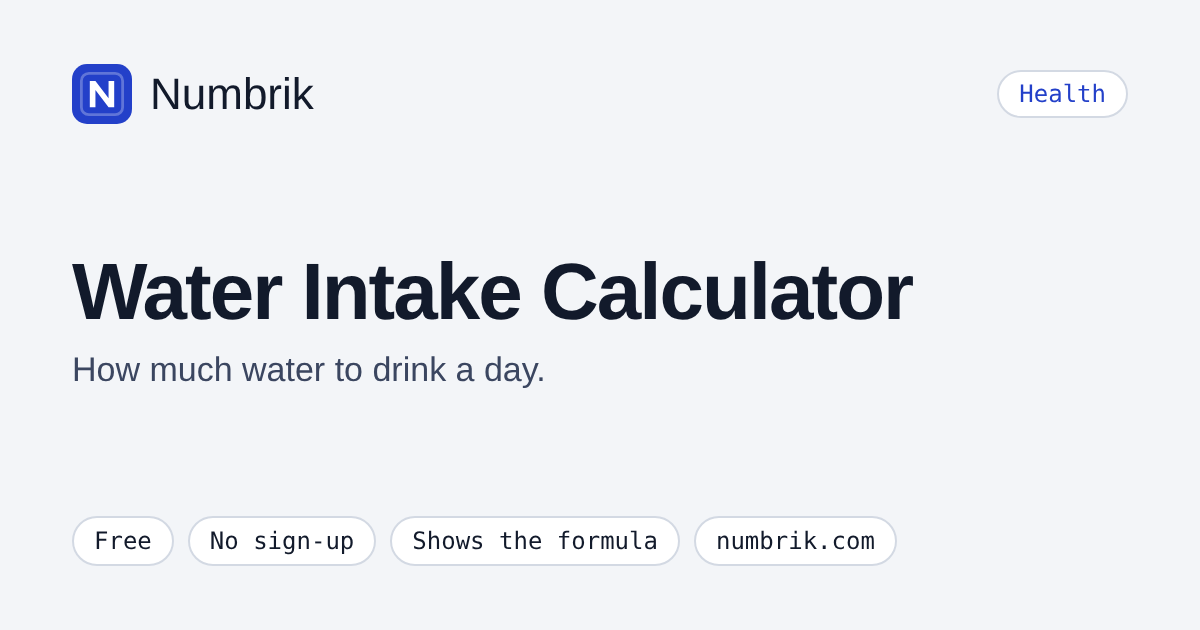 N Numbrik
Health
Water Intake Calculator
How much water to drink a day.
Free
No sign-up
Shows the formula
numbrik.com